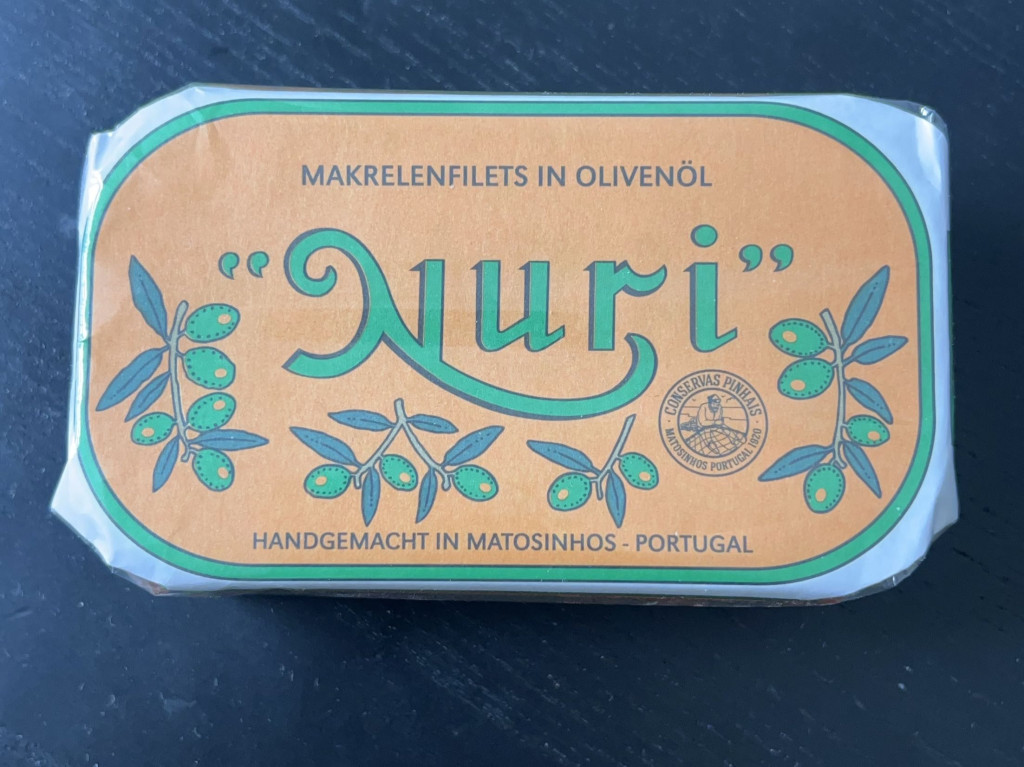 MAKRELENFILETS IN OLIVENÖL
“Nuri”
CONSERVAS PINHAIS
MATOSINHOS PORTUGAL 1920
HANDGEMACHT IN MATOSINHOS - PORTUGAL